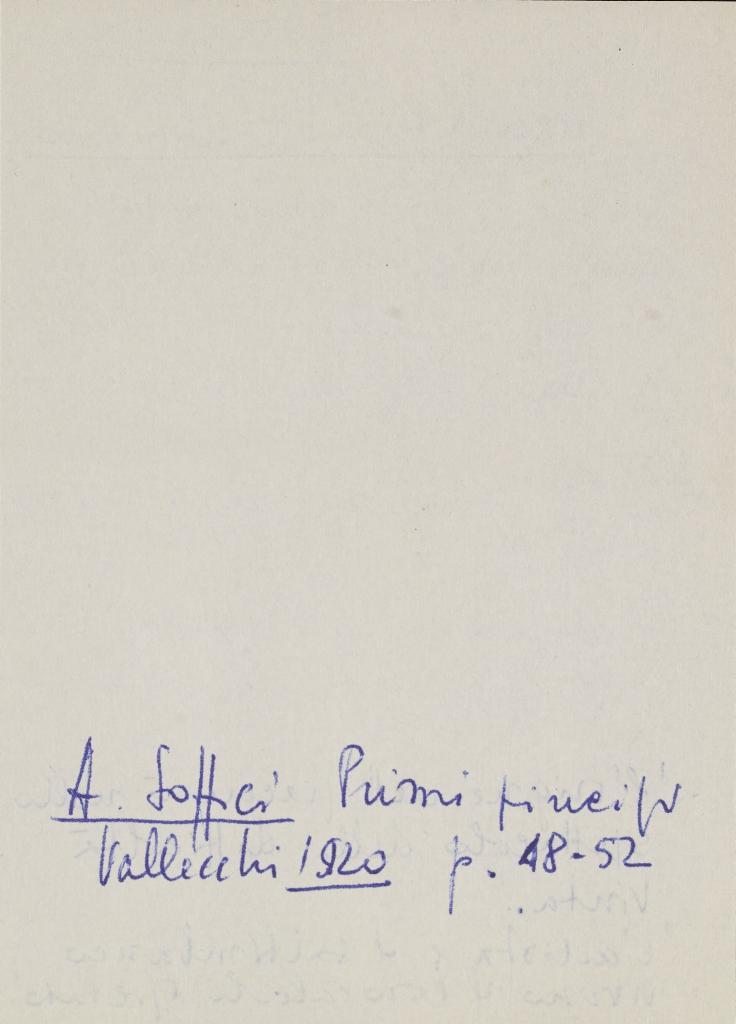 A. Soffici Primi principi
Vallecchi 1920 p. 48-52